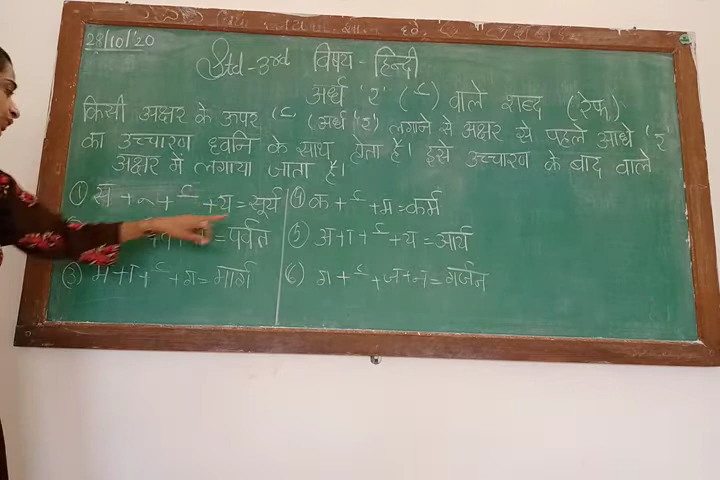 28/10/20
Std - 3rd विषय - हिन्दी
अर्ध 'र' ( र्) वाले शब्द (रेफ)
किसी अक्षर के ऊपर ' र्' (अर्ध 'र') लगाने से अक्षर से पहले आधे 'र'
का उच्चारण ध्वनि के साथ होता है। इसे उच्चारण के बाद वाले
अक्षर में लगाया जाता है।
① स + ू + र् + य = सूर्य
= पर्वत
③ म + ा + र् + ग = मार्ग
④ क + र् + म = कर्म
⑤ अ + ा + र् + य = आर्य
⑥ ग + र् + ज + न = गर्जन